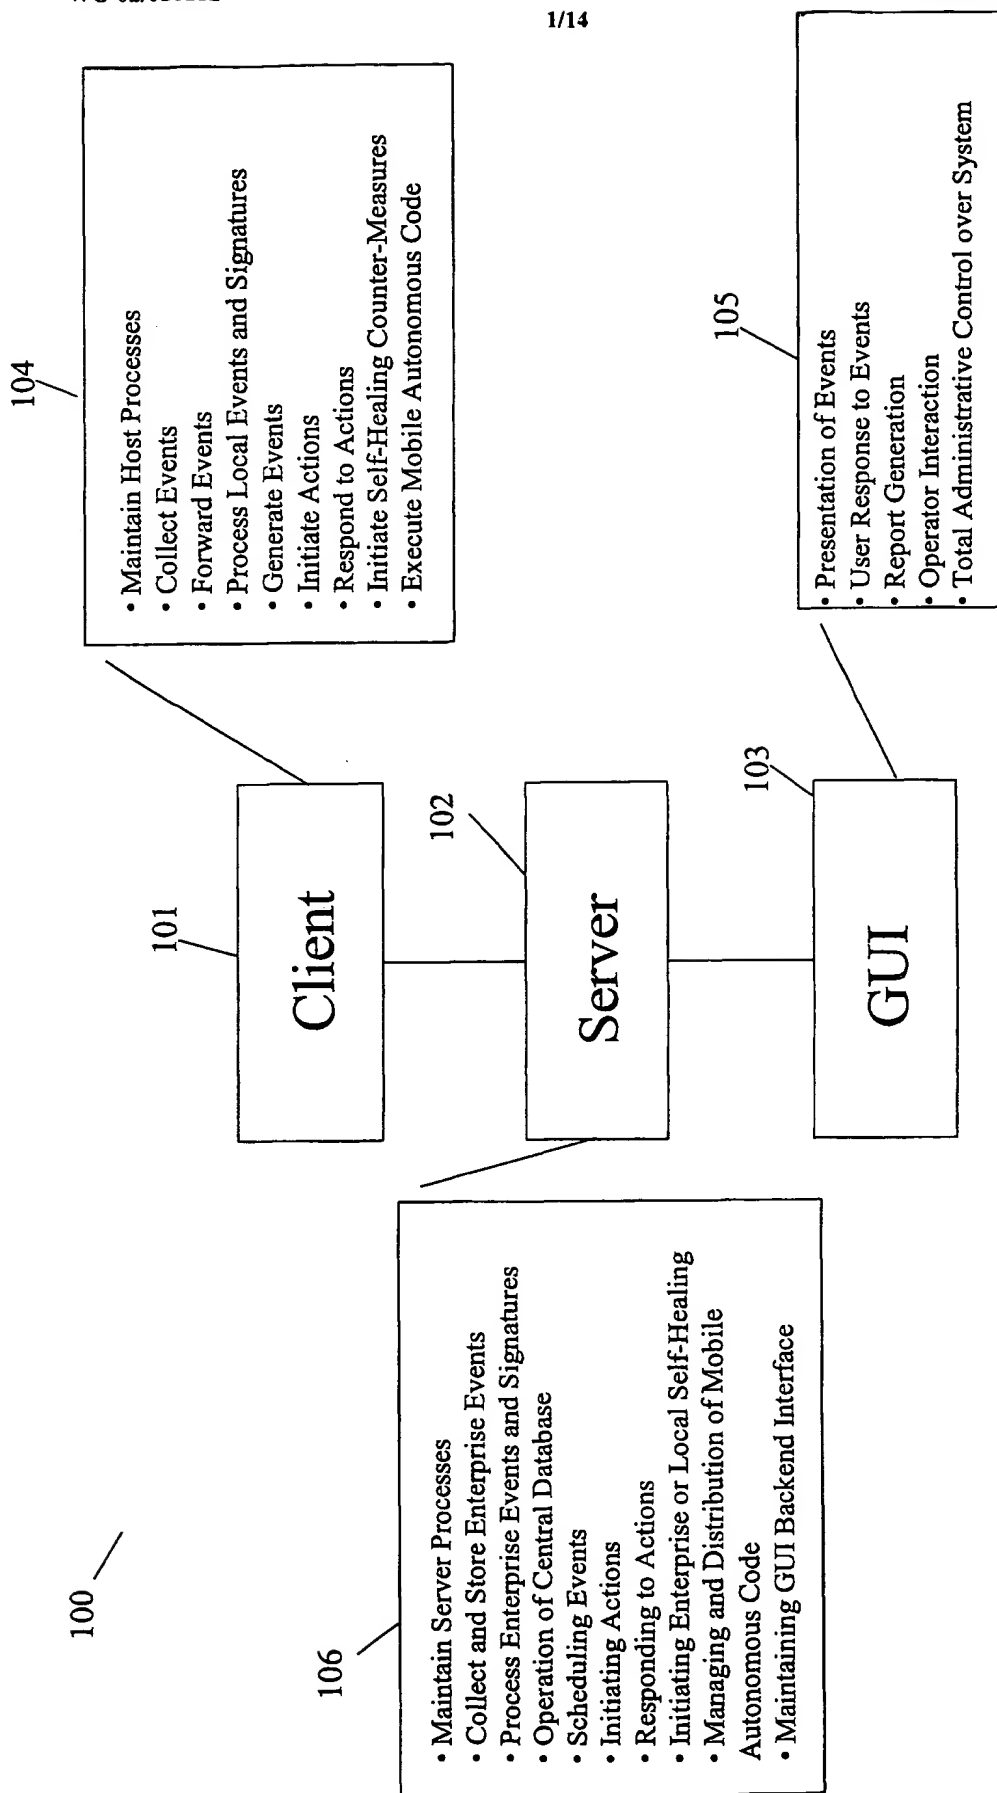 1/14
100
101
Client
102
Server
103
GUI
104
• Maintain Host Processes
• Collect Events
• Forward Events
• Process Local Events and Signatures
• Generate Events
• Initiate Actions
• Respond to Actions
• Initiate Self-Healing Counter-Measures
• Execute Mobile Autonomous Code
105
• Presentation of Events
• User Response to Events
• Report Generation
• Operator Interaction
• Total Administrative Control over System
106
• Maintain Server Processes
• Collect and Store Enterprise Events
• Process Enterprise Events and Signatures
• Operation of Central Database
• Scheduling Events
• Initiating Actions
• Responding to Actions
• Initiating Enterprise or Local Self-Healing
• Managing and Distribution of Mobile
Autonomous Code
• Maintaining GUI Backend Interface